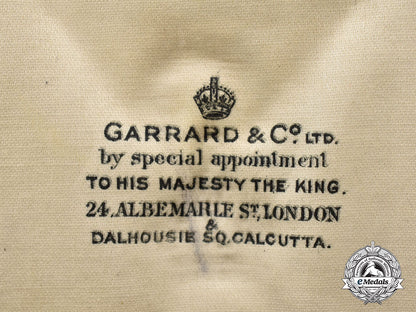 GARRARD & Co. LTD.
by special appointment
TO HIS MAJESTY THE KING.
24, ALBEMARLE ST, LONDON
&
DALHOUSIE SQ. CALCUTTA.
eMedals